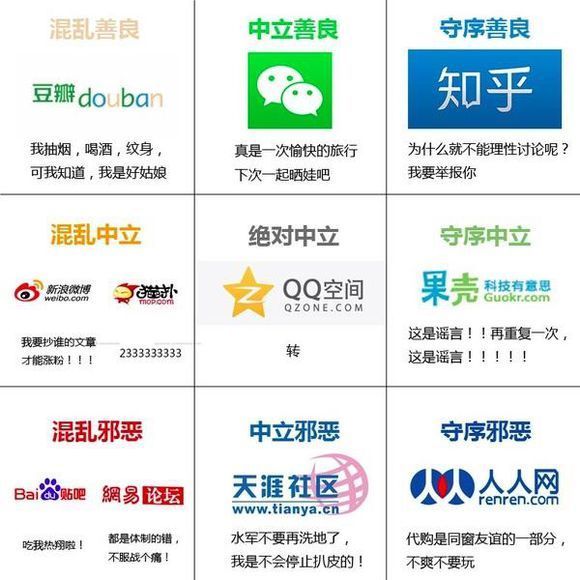 混乱善良
中立善良
守序善良
豆瓣douban
知乎
我抽烟，喝酒，纹身，
可我知道，我是好姑娘
真是一次愉快的旅行
下次一起晒娃吧
为什么就不能理性讨论呢？
我要举报你
混乱中立
绝对中立
守序中立
新浪微博
weibo.com
猫扑
mop.com
QQ空间
QZONE.COM
果壳 科技有意思
Guokr.com
我要抄谁的文章
才能涨粉！！！
2333333333
转
这是谣言！！再重复一次，
这是谣言！！！！！
混乱邪恶
中立邪恶
守序邪恶
Bai贴吧
網易论坛
天涯社区
www.tianya.cn
人人网
renren.com
吃我热翔啦！
都是体制的错，
不服战个痛！
水军不要再洗地了，
我是不会停止扒皮的！
代购是同窗友谊的一部分，
不爽不要玩